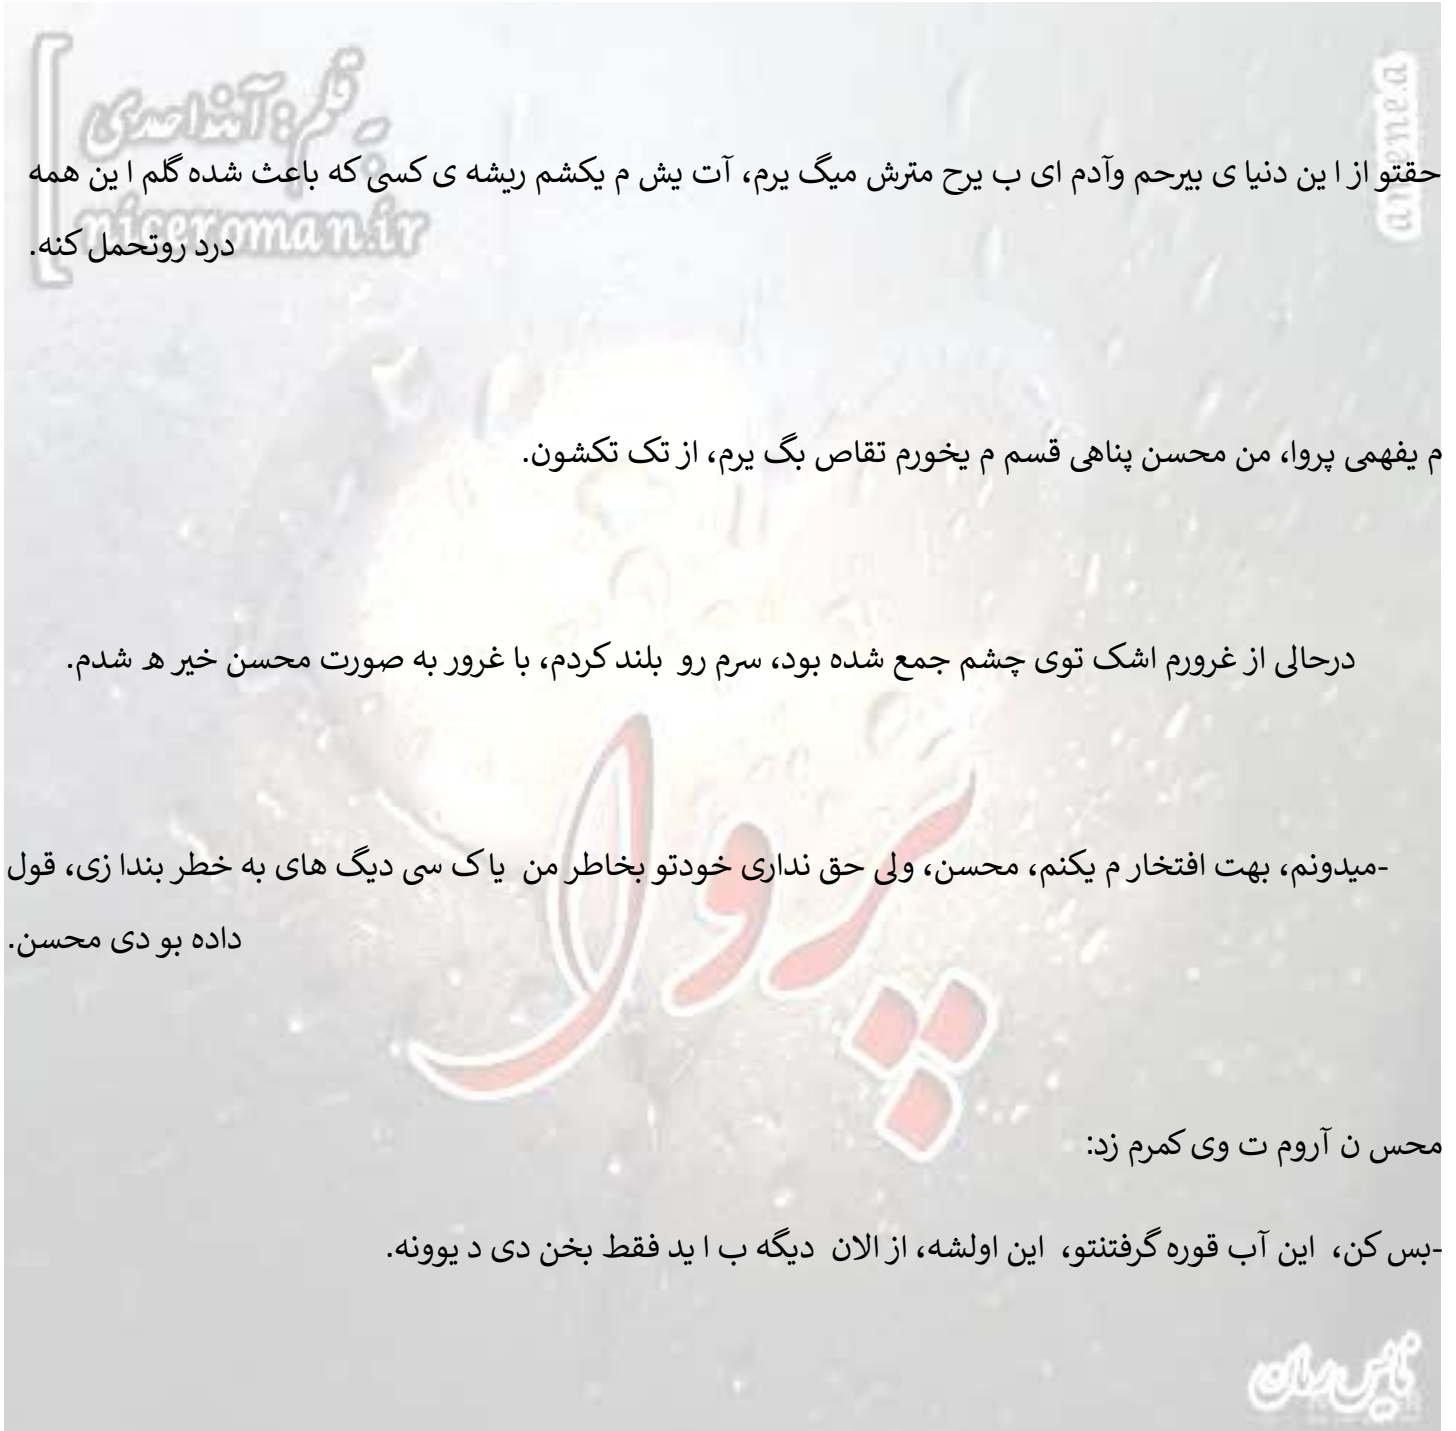 قلم: آمنه احمدی
niceroman.ir
amenea
حقتو از ا ین دنیا ی بیرحم وآدم ای ب یرح مترش میگ یرم، آت یش م یکشم ریشه ی کسی که باعث شده گلم ا ین همه
درد روتحمل کنه.
م یفهمی پروا، من محسن پناهی قسم م یخورم تقاص بگ یرم، از تک تکشون.
درحالی از غرورم اشک توی چشم جمع شده بود، سرم رو بلند کردم، با غرور به صورت محسن خیر ه شدم.
-میدونم، بهت افتخار م یکنم، محسن، ولی حق نداری خودتو بخاطر من یا ک سی دیگ های به خطر بندا زی، قول
داده بو دی محسن.
پروا
محس ن آروم ت وی کمرم زد:
-بس کن، این آب قوره گرفتنتو، این اولشه، از الان دیگه ب ا ید فقط بخن دی د یوونه.
نایس رمان